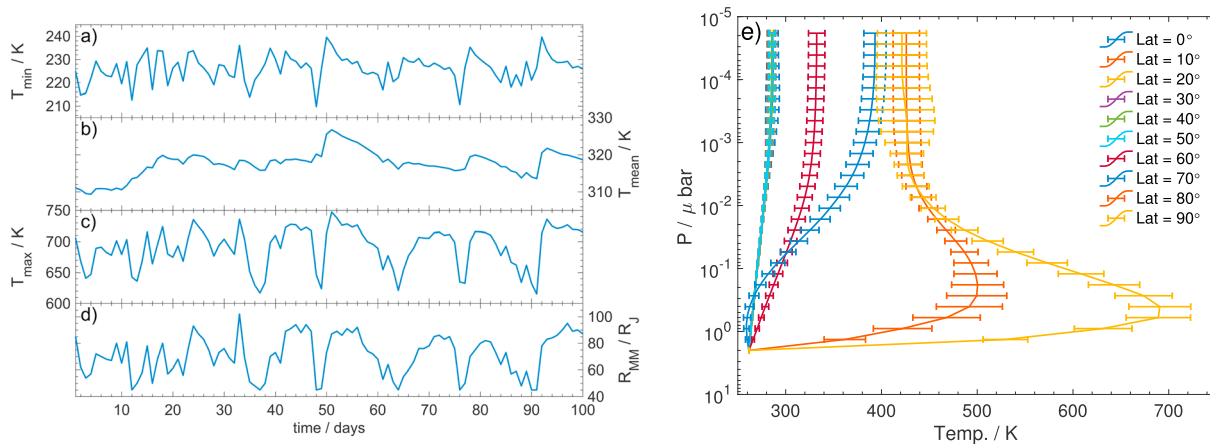 a)
T_min / K
240
230
220
210
b)
T_mean / K
330
320
310
c)
T_max / K
750
700
650
600
d)
R_MM / R_J
100
80
60
40
10 20 30 40 50 60 70 80 90 100
time / days
e)
P / μ bar
10^-5
10^-4
10^-3
10^-2
10^-1
10^0
10^1
300 400 500 600 700
Temp. / K
Lat = 0°
Lat = 10°
Lat = 20°
Lat = 30°
Lat = 40°
Lat = 50°
Lat = 60°
Lat = 70°
Lat = 80°
Lat = 90°